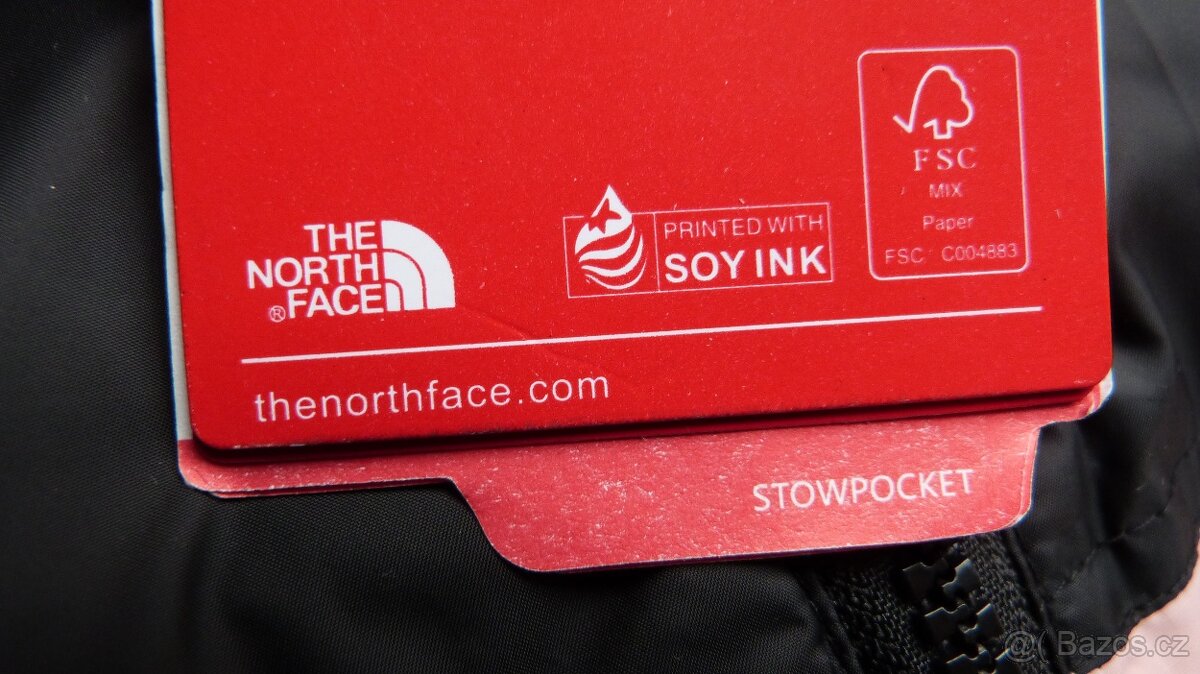 FSC
MIX
Paper
FSC C004883
PRINTED WITH
SOY INK
THE
NORTH
®FACE
thenorthface.com
STOWPOCKET
@( Bazos.cz